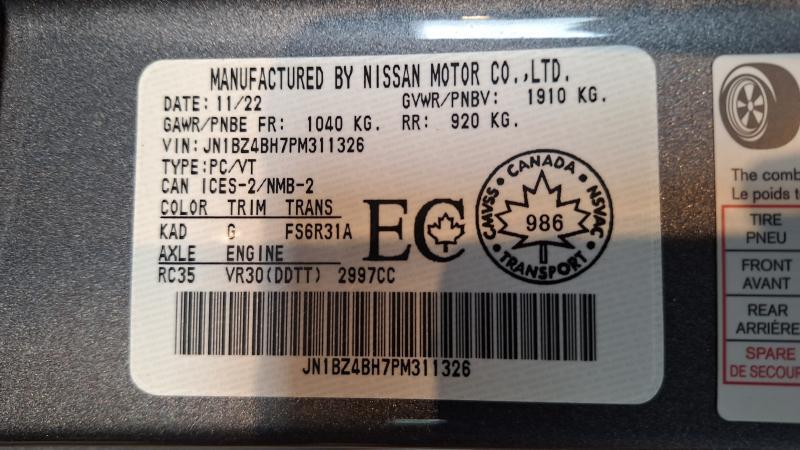 MANUFACTURED BY NISSAN MOTOR CO.,LTD.
DATE: 11/22 GVWR/PNBV: 1910 KG.
GAWR/PNBE FR: 1040 KG. RR: 920 KG.
VIN: JN1BZ4BH7PM311326
TYPE:PC/VT
CAN ICES-2/NMB-2
COLOR TRIM TRANS
KAD G FS6R31A
AXLE ENGINE
RC35 VR30(DDTT) 2997CC
EC
CANADA
CMVSS
986
NSVAC
TRANSPORT
JN1BZ4BH7PM311326
The
Le poids
TIRE
PNEU
FRONT
AVANT
REAR
ARRIÈRE
SPARE
DE